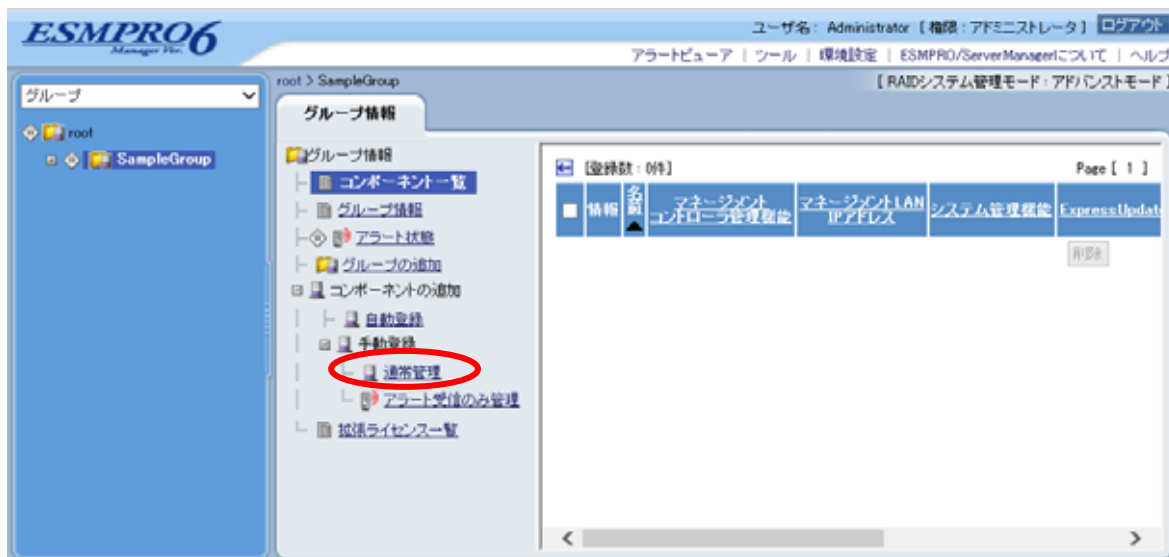 ESMPRO6
Manager Ver.
ユーザ名: Administrator [権限:アドミニストレータ] ログアウト
アラートビューア | ツール | 環境設定 | ESMPRO/ServerManagerについて | ヘルプ
グループ
root
SampleGroup
root > SampleGroup
[RAIDシステム管理モード:アドバンストモード]
グループ情報
グループ情報
コンポーネント一覧
グループ情報
アラート状態
グループの追加
コンポーネントの追加
自動登録
手動登録
通常管理
アラート受信のみ管理
拡張ライセンス一覧
[登録数:0件] Page [ 1 ]
情報 名前▲ マネージメントコントローラ管理機能 マネージメントLAN IPアドレス システム管理機能 ExpressUpdat
削除